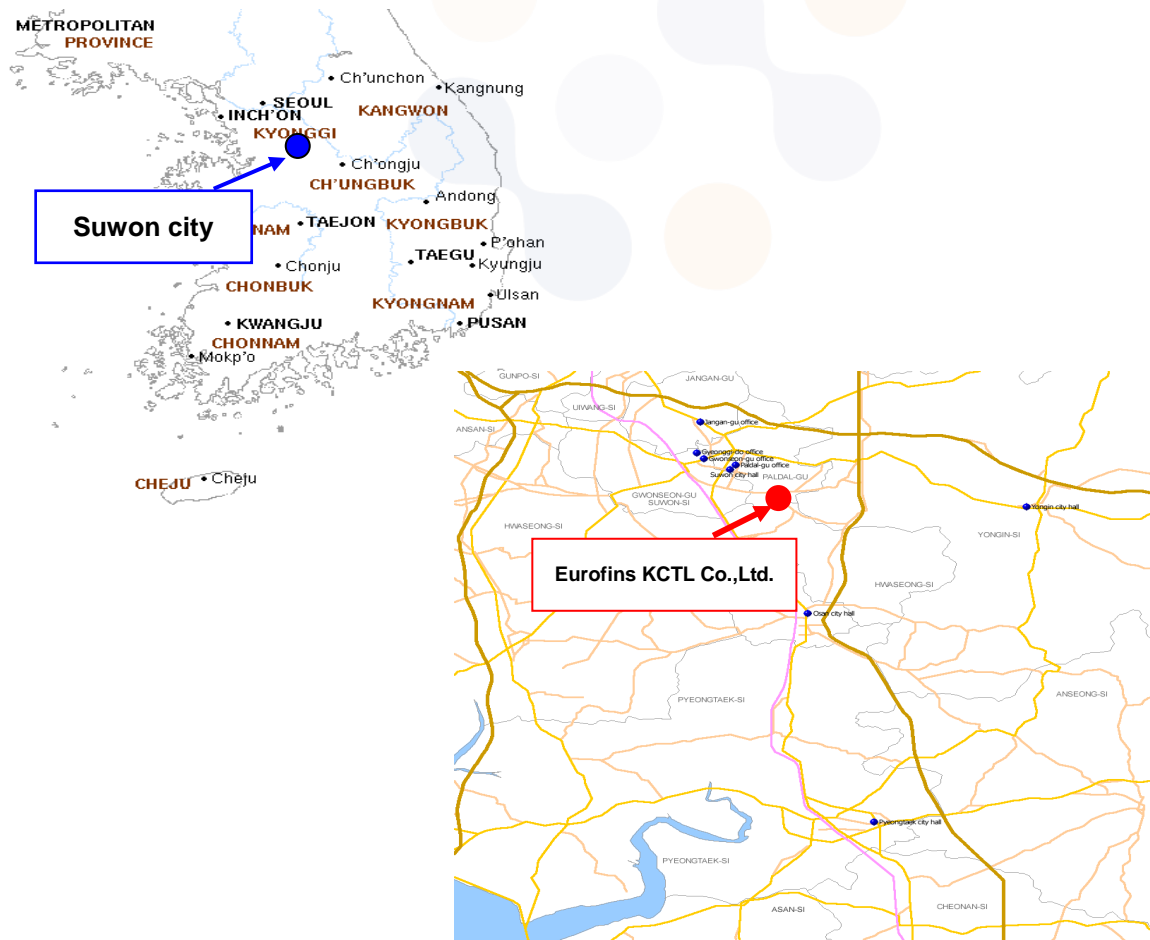 METROPOLITAN
PROVINCE
Ch'unchon
Kangnung
SEOUL
KANGWON
INCH'ON
KYONGGI
Ch'ongju
CH'UNGBUK
Andong
Suwon city
NAM
TAEJON
KYONGBUK
P'ohan
TAEGU
Kyungju
Chonju
CHONBUK
Ulsan
KYONGNAM
KWANGJU
PUSAN
CHONNAM
Mokp'o
CHEJU
Cheju
GUNPO-SI
JANGAN-GU
UIWANG-SI
Jangan-gu office
ANSAN-SI
Gyeonggi-do office
Gwonseon-gu office
Paldal-gu office
Suwon city hall
PALDAL-GU
GWONSEON-GU
SUWON-SI
Yongin city hall
HWASEONG-SI
YONGIN-SI
Eurofins KCTL Co.,Ltd.
HWASEONG-SI
Osan city hall
ANSEONG-SI
PYEONGTAEK-SI
Pyeongtaek city hall
PYEONGTAEK-SI
ASAN-SI
CHEONAN-SI